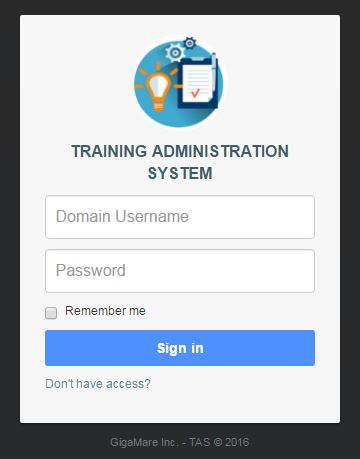 TRAINING ADMINISTRATION
SYSTEM
Domain Username
Password
Remember me
Sign in
Don't have access?
GigaMare Inc. - TAS © 2016